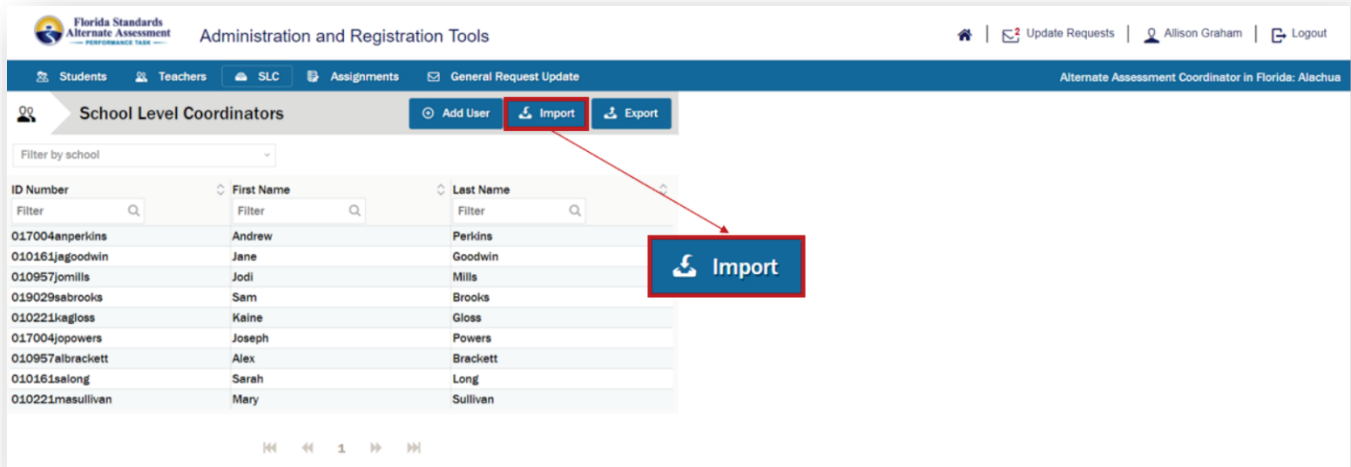 Florida Standards
Alternate Assessment
PERFORMANCE TASK
Administration and Registration Tools
2 Update Requests
Allison Graham
Logout
Students Teachers SLC Assignments General Request Update
Alternate Assessment Coordinator in Florida: Alachua
School Level Coordinators
Add User Import Export
Filter by school
ID Number First Name Last Name
Filter Filter Filter
017004anperkins Andrew Perkins
010161jagoodwin Jane Goodwin
010957jomills Jodi Mills
019029sabrooks Sam Brooks
010221kagloss Kaine Gloss
017004jopowers Joseph Powers
010957albrackett Alex Brackett
010161salong Sarah Long
010221masullivan Mary Sullivan
Import
1